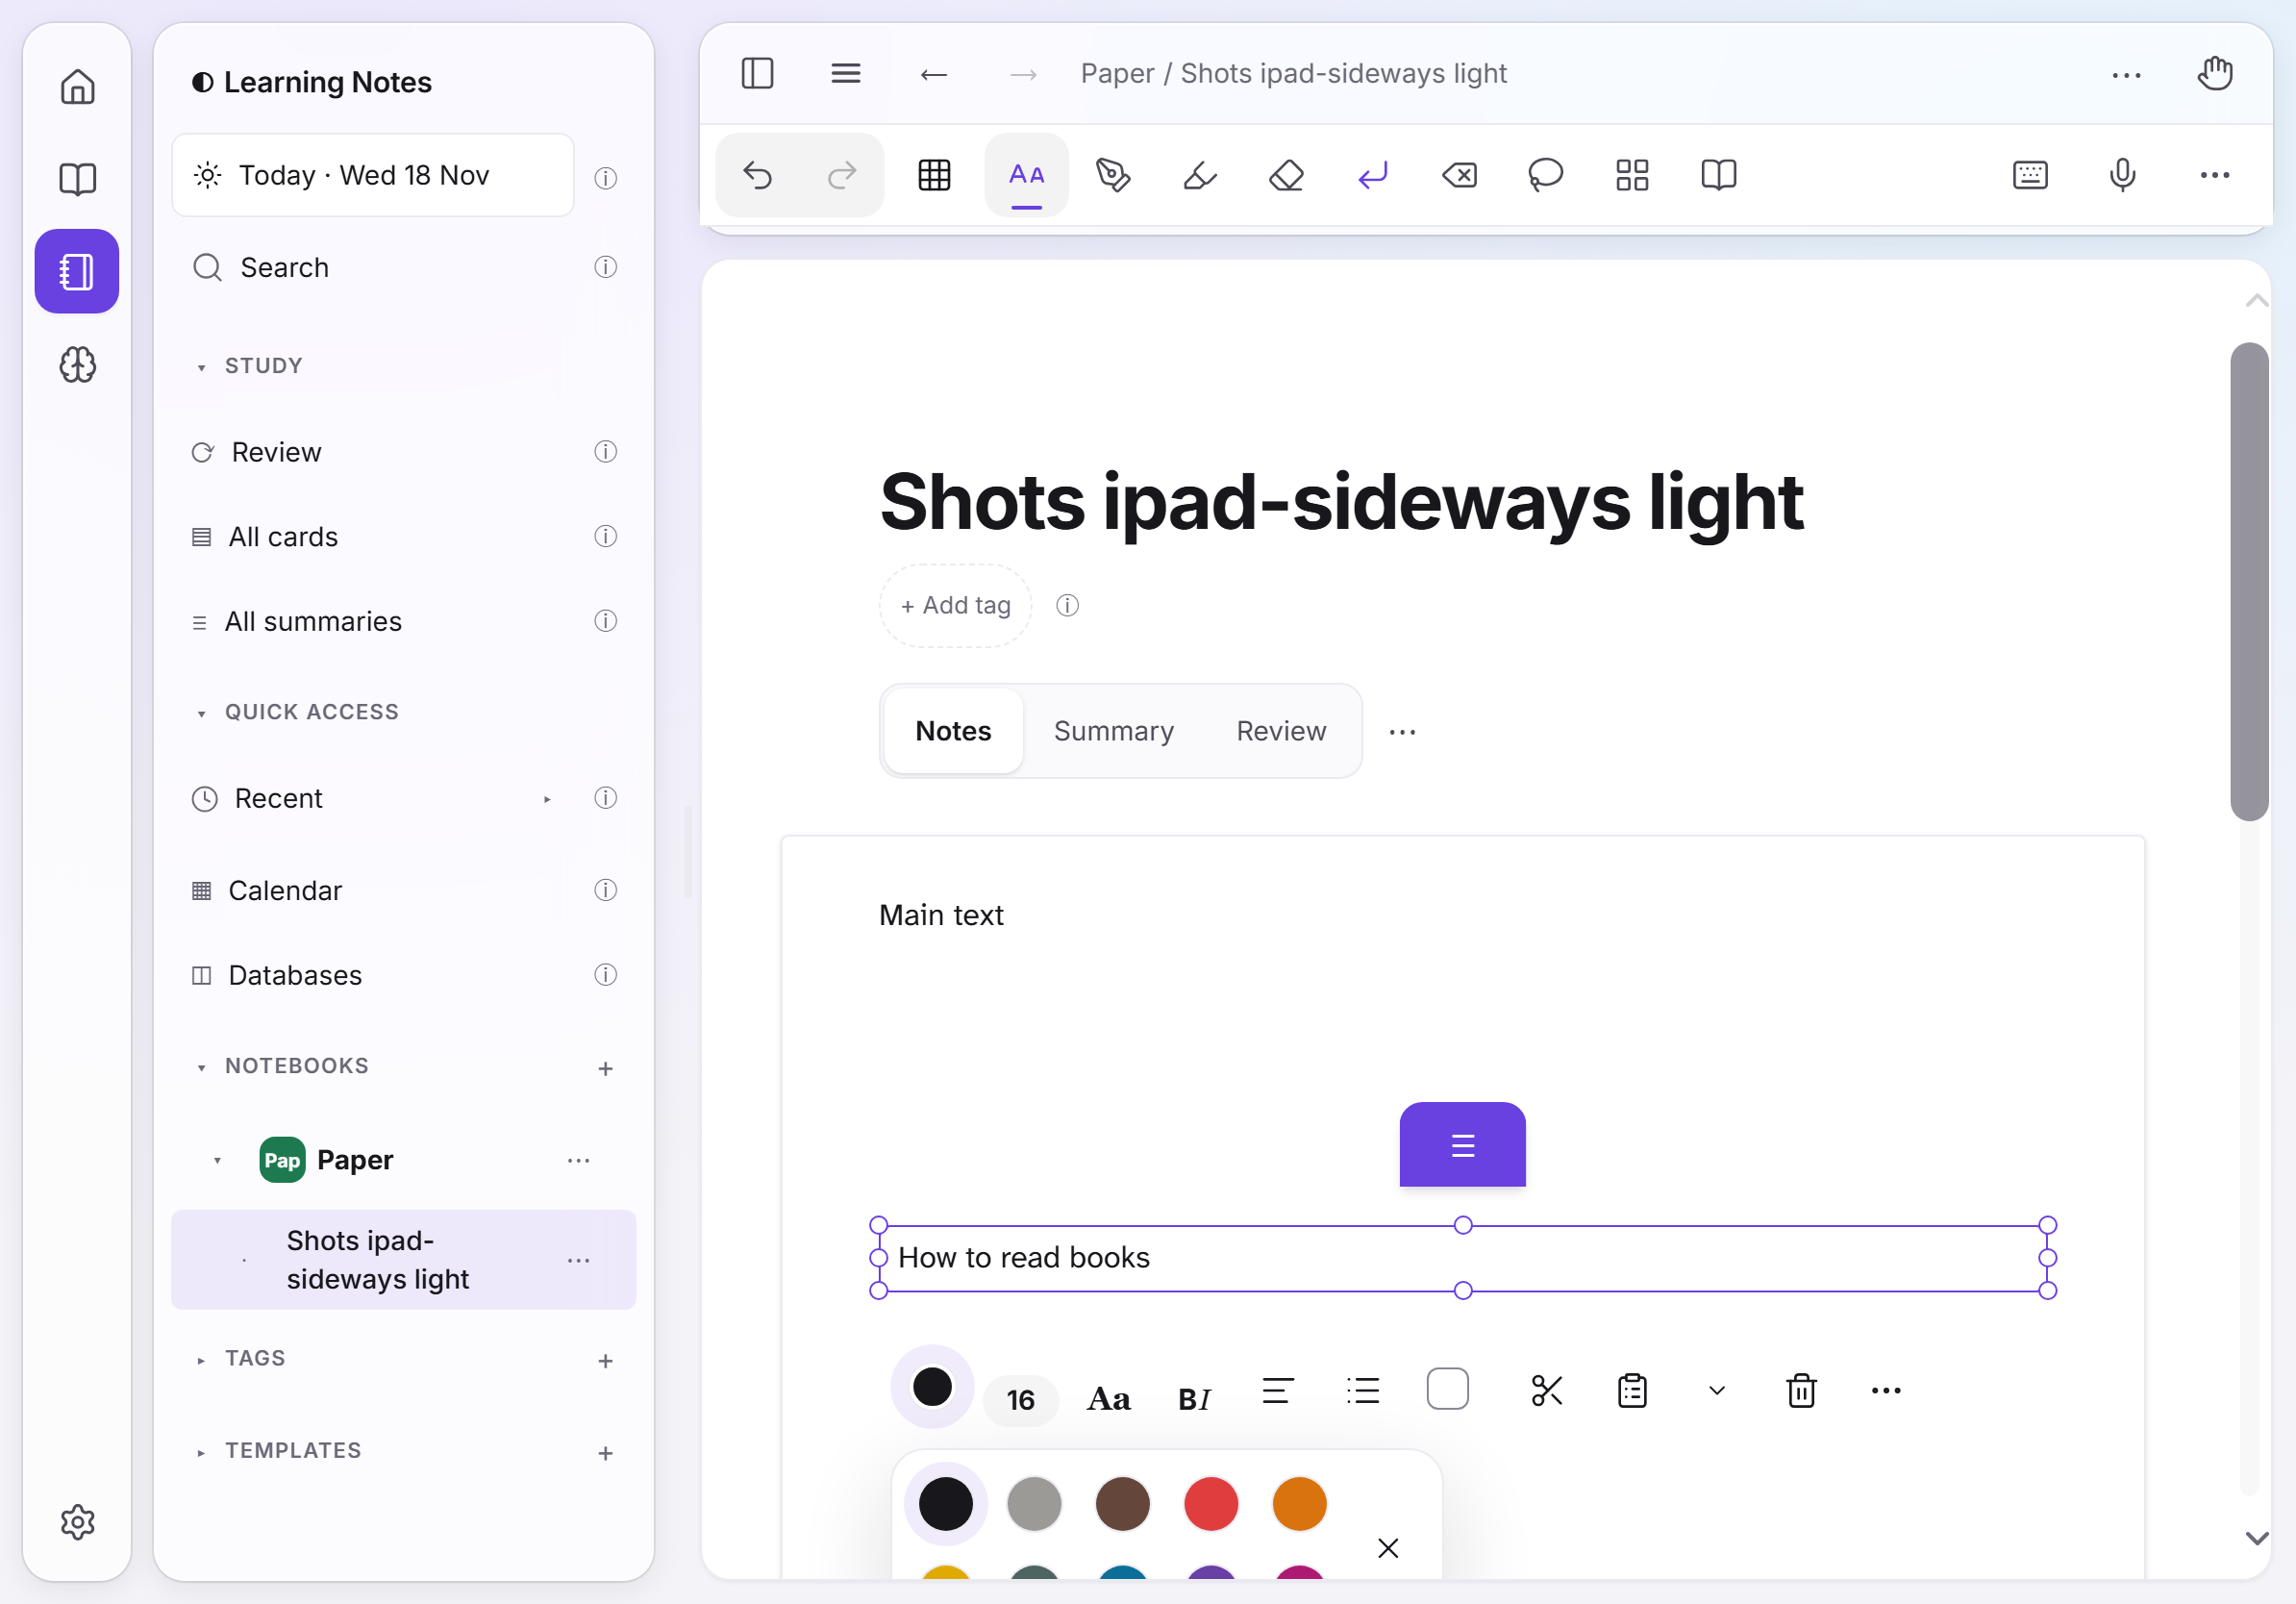 Learning Notes
Today · Wed 18 Nov
Search
STUDY
Review
All cards
All summaries
QUICK ACCESS
Recent
Calendar
Databases
NOTEBOOKS
Pap Paper
Shots ipad-
sideways light
TAGS
TEMPLATES
Paper / Shots ipad-sideways light
AA
Shots ipad-sideways light
+ Add tag
Notes Summary Review
Main text
How to read books
16 Aa BI